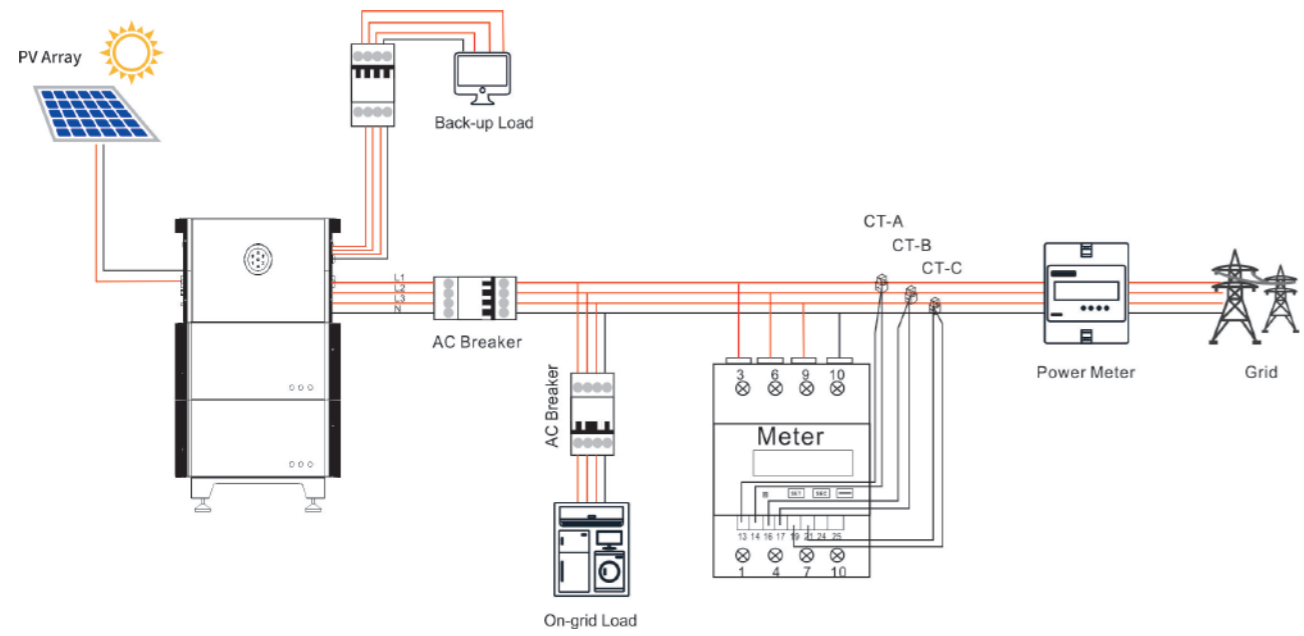 PV Array
Back-up Load
CT-A
CT-B
CT-C
L1
L2
L3
N
AC Breaker
Power Meter
Grid
AC Breaker
3 6 9 10
Meter
SET
13 14 16 17 19 21 24 25
1 4 7 10
On-grid Load